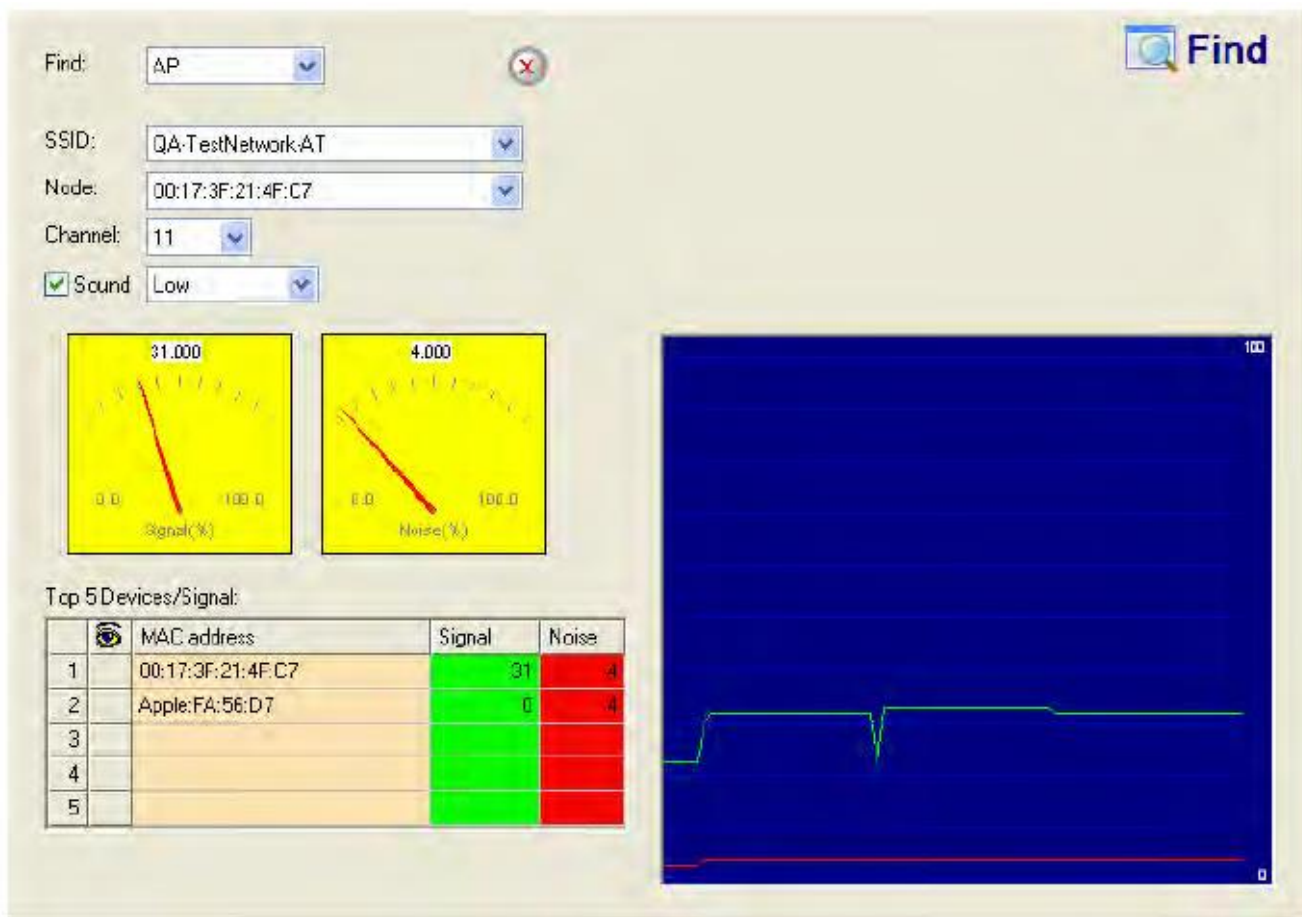 Find: AP
Find
SSID: QA-TestNetwork-AT
Node: 00:17:3F:21:4F:C7
Channel: 11
Sound Low
31.000
0.0 100.0
Signal(%)
4.000
0.0 100.0
Noise(%)
100
0
Top 5 Devices/Signal:
MAC address Signal Noise
1 00:17:3F:21:4F:C7 31 4
2 Apple:FA:56:D7 0 4
3
4
5